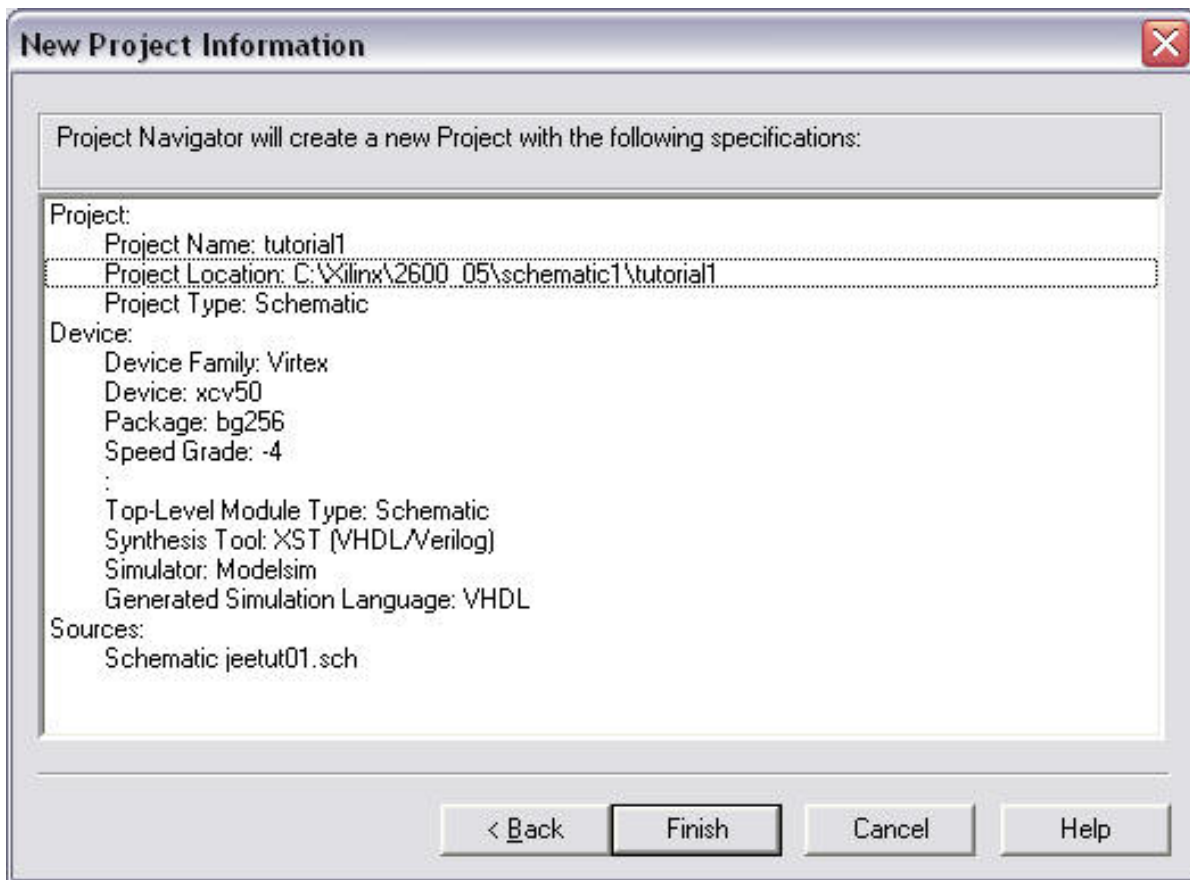 New Project Information
Project Navigator will create a new Project with the following specifications:
Project:
Project Name: tutorial1
Project Location: C:\Xilinx\2600_05\schematic1\tutorial1
Project Type: Schematic
Device:
Device Family: Virtex
Device: xcv50
Package: bg256
Speed Grade: -4
:
Top-Level Module Type: Schematic
Synthesis Tool: XST (VHDL/Verilog)
Simulator: Modelsim
Generated Simulation Language: VHDL
Sources:
Schematic jeetut01.sch
< Back Finish Cancel Help